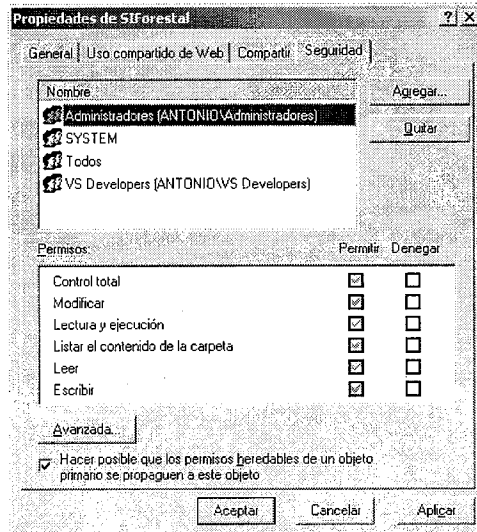 Propiedades de SIForestal
General Uso compartido de Web Compartir Seguridad
Nombre
Agregar...
Administradores (ANTONIO\Administradores)
Quitar
SYSTEM
Todos
VS Developers (ANTONIO\VS Developers)
Permisos: Permitir Denegar
Control total
Modificar
Lectura y ejecución
Listar el contenido de la carpeta
Leer
Escribir
Avanzada...
Hacer posible que los permisos heredables de un objeto
primario se propaguen a este objeto
Aceptar Cancelar Aplicar